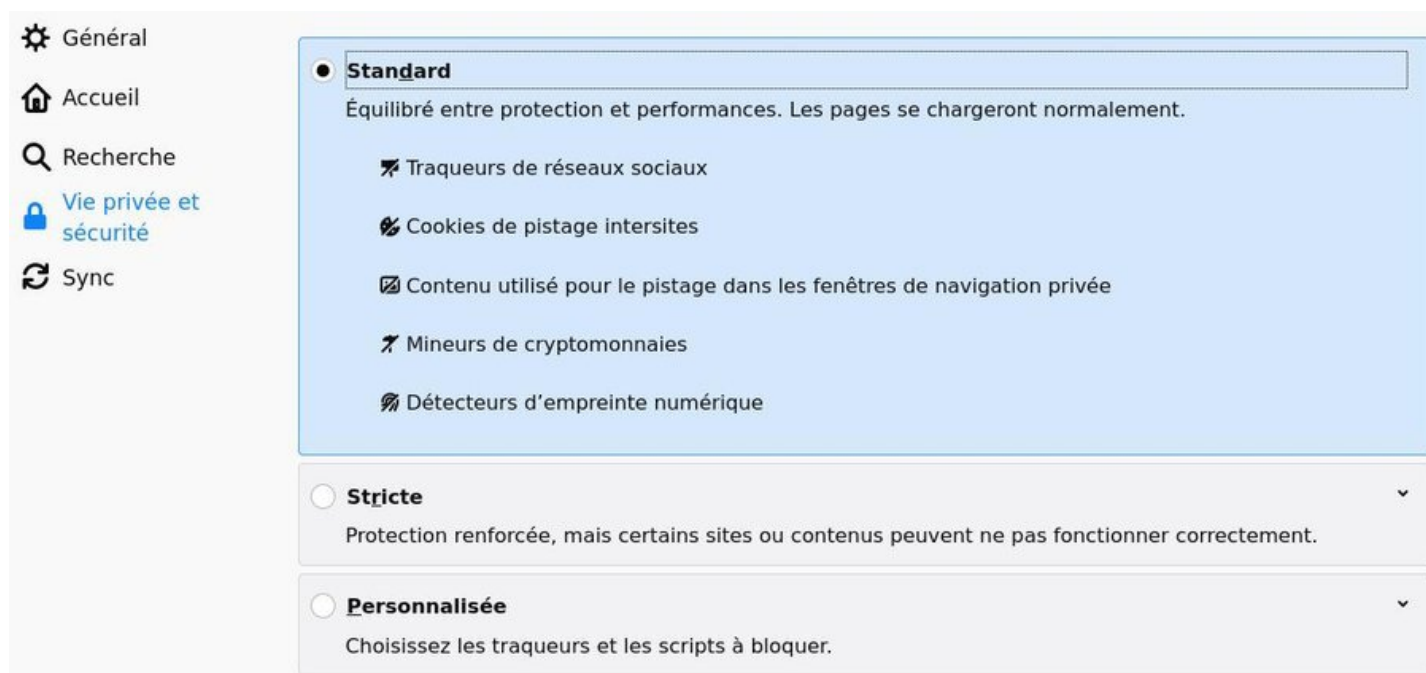 Général
Accueil
Recherche
Vie privée et
sécurité
Sync
Standard
Équilibré entre protection et performances. Les pages se chargeront normalement.
Traqueurs de réseaux sociaux
Cookies de pistage intersites
Contenu utilisé pour le pistage dans les fenêtres de navigation privée
Mineurs de cryptomonnaies
Détecteurs d’empreinte numérique
Stricte
Protection renforcée, mais certains sites ou contenus peuvent ne pas fonctionner correctement.
Personnalisée
Choisissez les traqueurs et les scripts à bloquer.